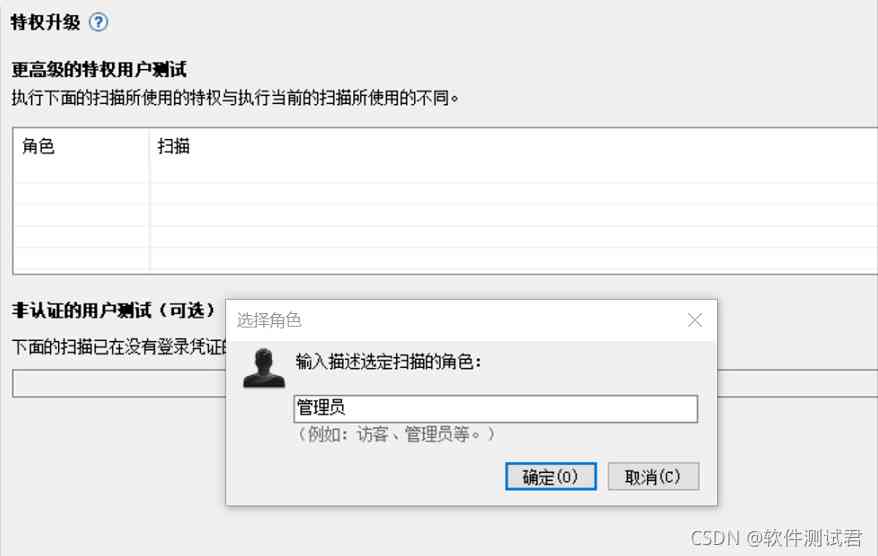 特权升级 ?
更高级的特权用户测试
执行下面的扫描所使用的特权与执行当前的扫描所使用的不同。
角色 扫描
非认证的用户测试（可选）
下面的扫描已在没有登录凭证的
选择角色
输入描述选定扫描的角色：
管理员
（例如：访客、管理员等。）
确定(O) 取消(C)
CSDN @软件测试君